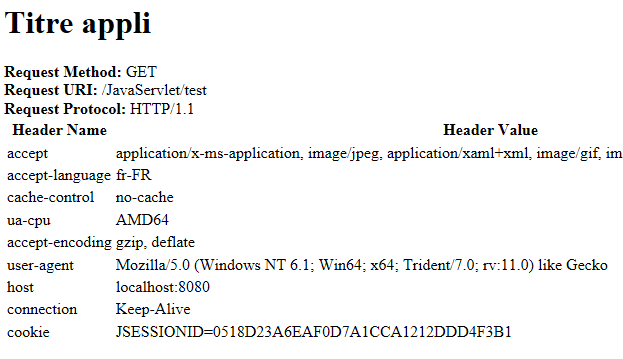 Titre appli
Request Method: GET
Request URI: /JavaServlet/test
Request Protocol: HTTP/1.1
Header Name Header Value
accept application/x-ms-application, image/jpeg, application/xaml+xml, image/gif, im
accept-language fr-FR
cache-control no-cache
ua-cpu AMD64
accept-encoding gzip, deflate
user-agent Mozilla/5.0 (Windows NT 6.1; Win64; x64; Trident/7.0; rv:11.0) like Gecko
host localhost:8080
connection Keep-Alive
cookie JSESSIONID=0518D23A6EAF0D7A1CCA1212DDD4F3B1